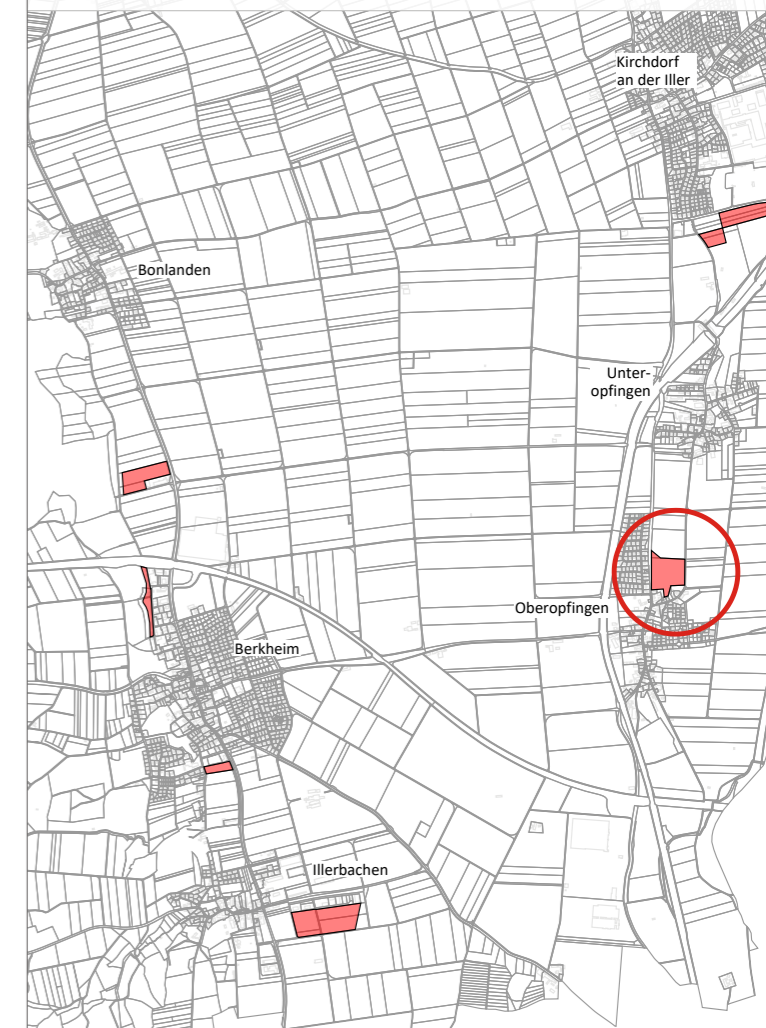 Kirchdorf
an der Iller
Bonlanden
Unter-
opfingen
Oberopfingen
Berkheim
Illerbachen